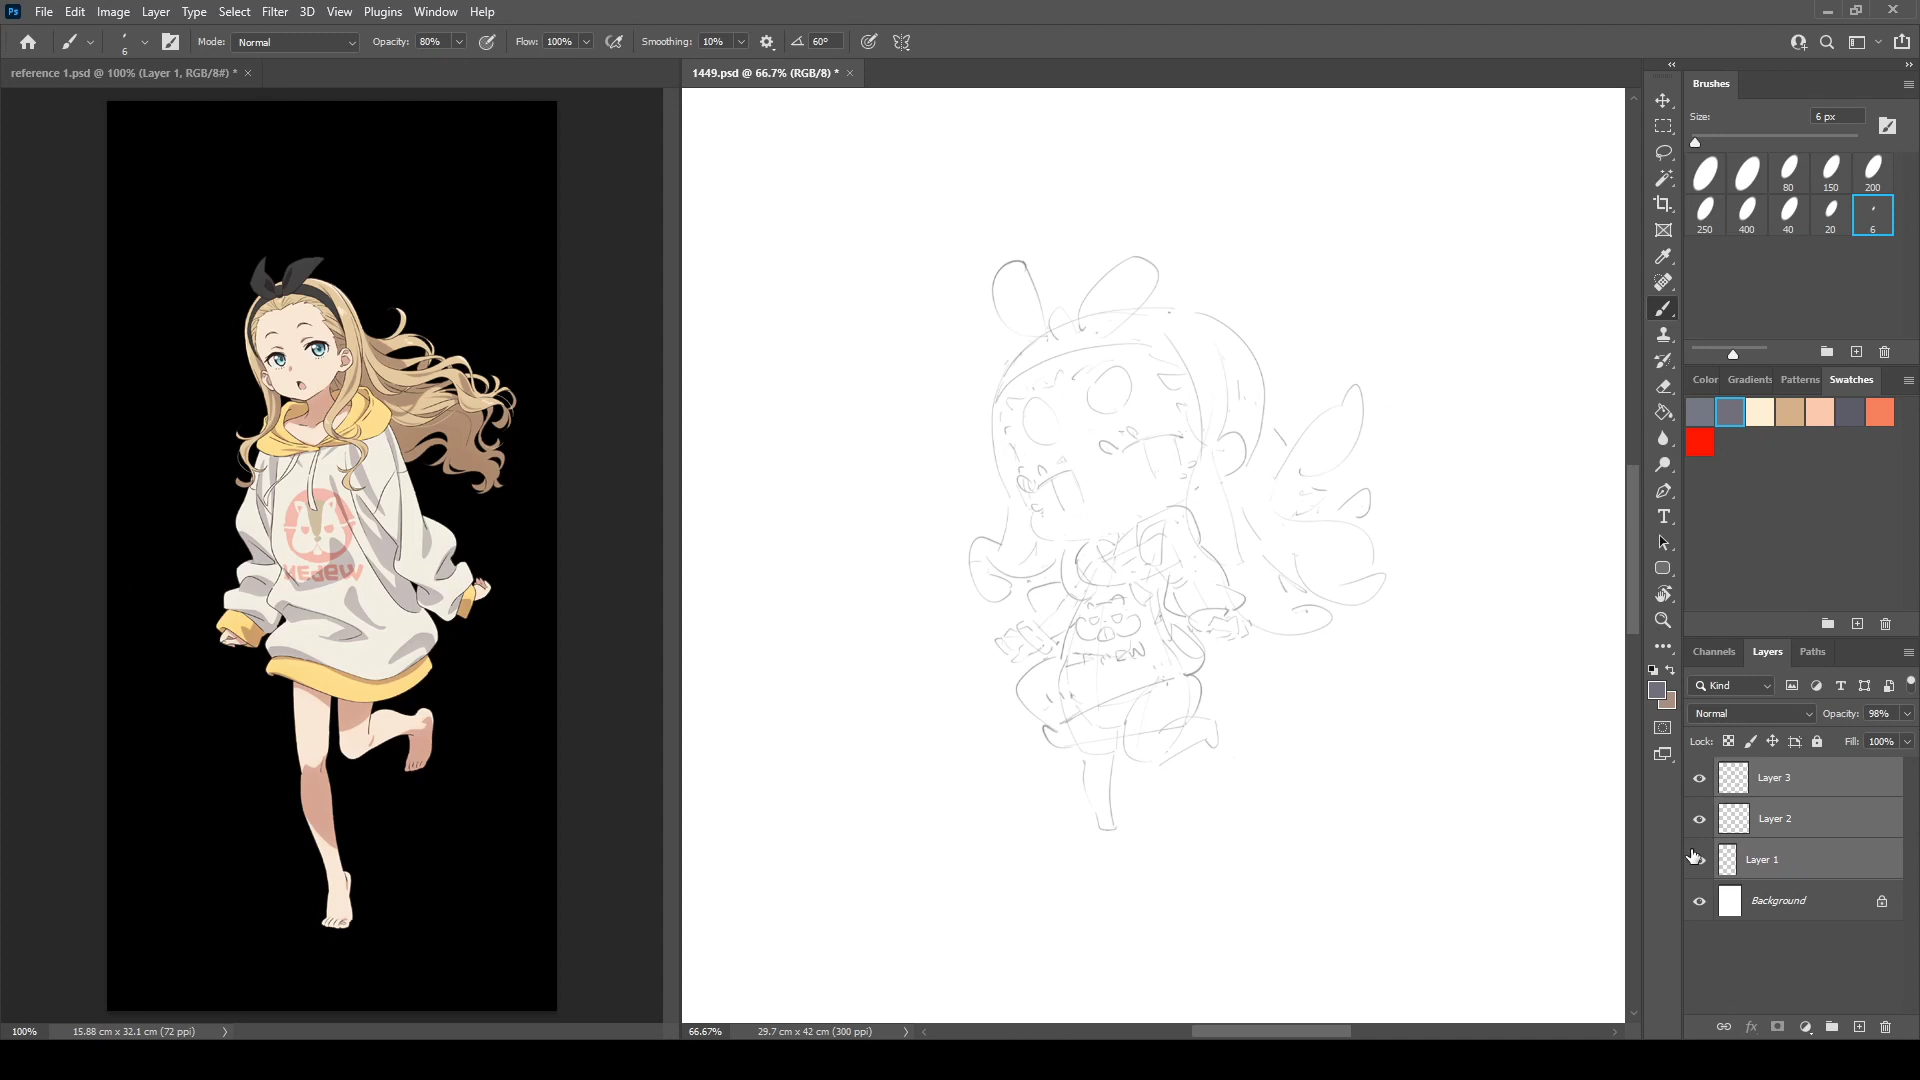 Ps File Edit Image Layer Type Select Filter 3D View Plugins Window Help
6 Mode: Normal Opacity: 80% Flow: 100% Smoothing: 10% 60°
reference 1.psd @ 100% (Layer 1, RGB/8#) * ×
1449.psd @ 66.7% (RGB/8) * ×
Brushes
Size: 6 px
80 150 200
250 400 40 20 6
Color Gradients Patterns Swatches
Channels Layers Paths
Kind
Normal Opacity: 98%
Lock: Fill: 100%
Layer 3
Layer 2
Layer 1
Background
100% 15.88 cm x 32.1 cm (72 ppi)
66.67% 29.7 cm x 42 cm (300 ppi)